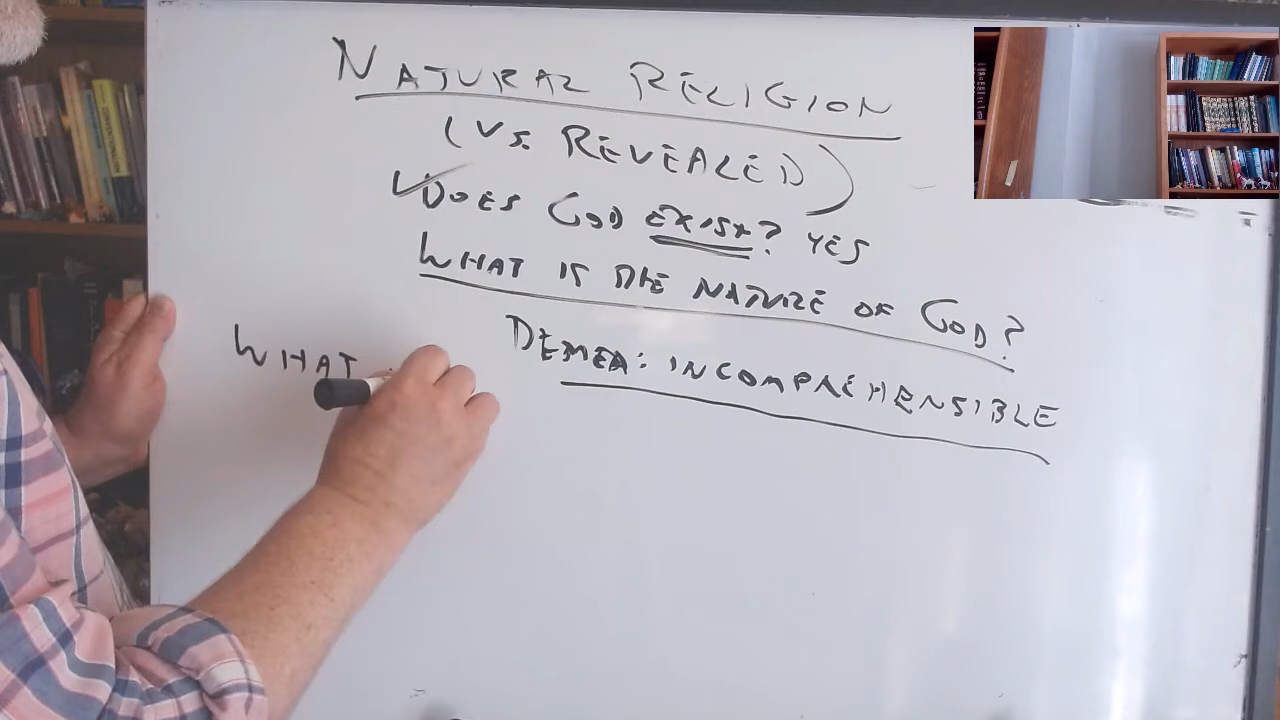 NATURAL RELIGION
(VS. REVEALED)
✓DOES GOD EXIST? YES
WHAT IS THE NATURE OF GOD?
DEMEA: INCOMPREHENSIBLE
WHAT